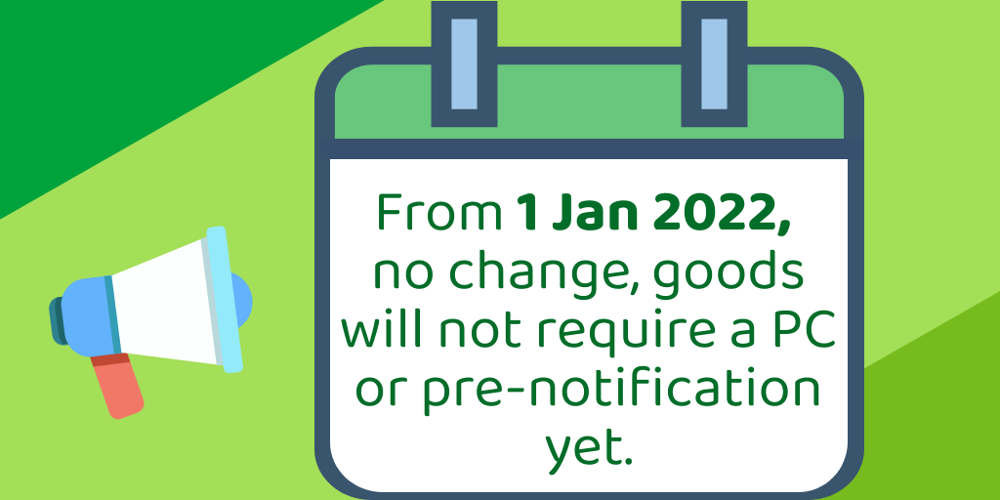 From 1 Jan 2022,
no change, goods
will not require a PC
or pre-notification
yet.